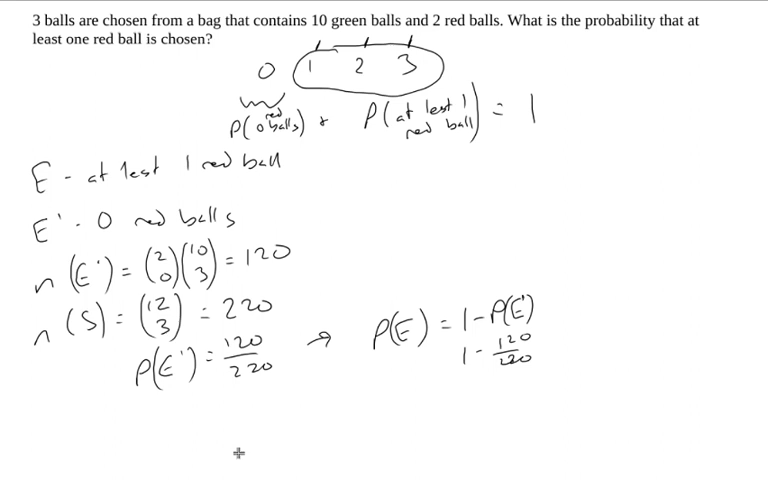 3 balls are chosen from a bag that contains 10 green balls and 2 red balls. What is the probability that at
least one red ball is chosen?
0 1 2 3
P(0 red balls) + P(at lest 1 red ball) = 1
E - at lest 1 red ball
E' - 0 red balls
n(E') = (2 0)(10 3) = 120
n(S) = (12 3) = 220
P(E') = 120/220 → P(E) = 1 - P(E')
1 - 120/220